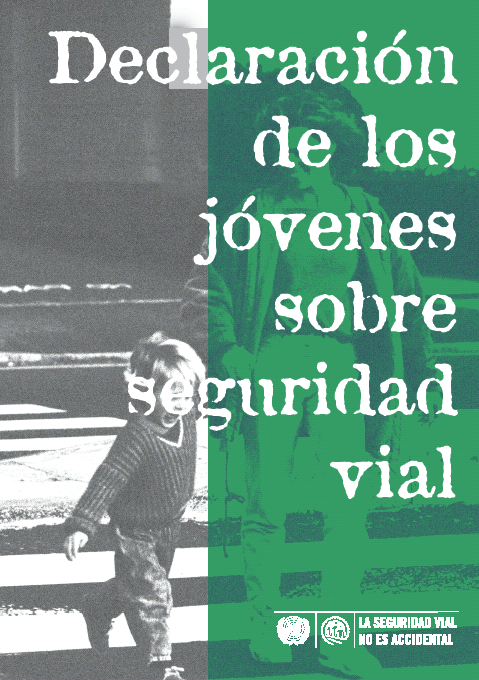 Declaración
de los
jóvenes
sobre
seguridad
vial
LA SEGURIDAD VIAL
NO ES ACCIDENTAL